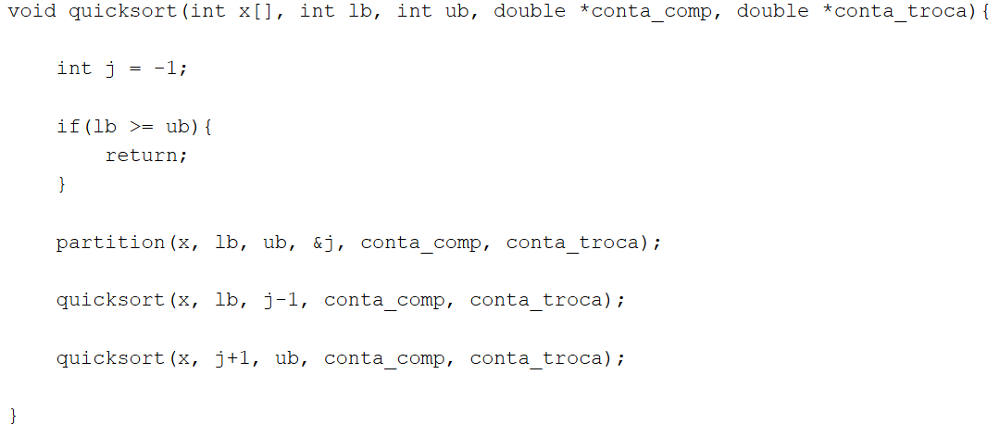 void quicksort(int x[], int lb, int ub, double *conta_comp, double *conta_troca){
int j = -1;
if(lb >= ub){
return;
}
partition(x, lb, ub, &j, conta_comp, conta_troca);
quicksort(x, lb, j-1, conta_comp, conta_troca);
quicksort(x, j+1, ub, conta_comp, conta_troca);
}